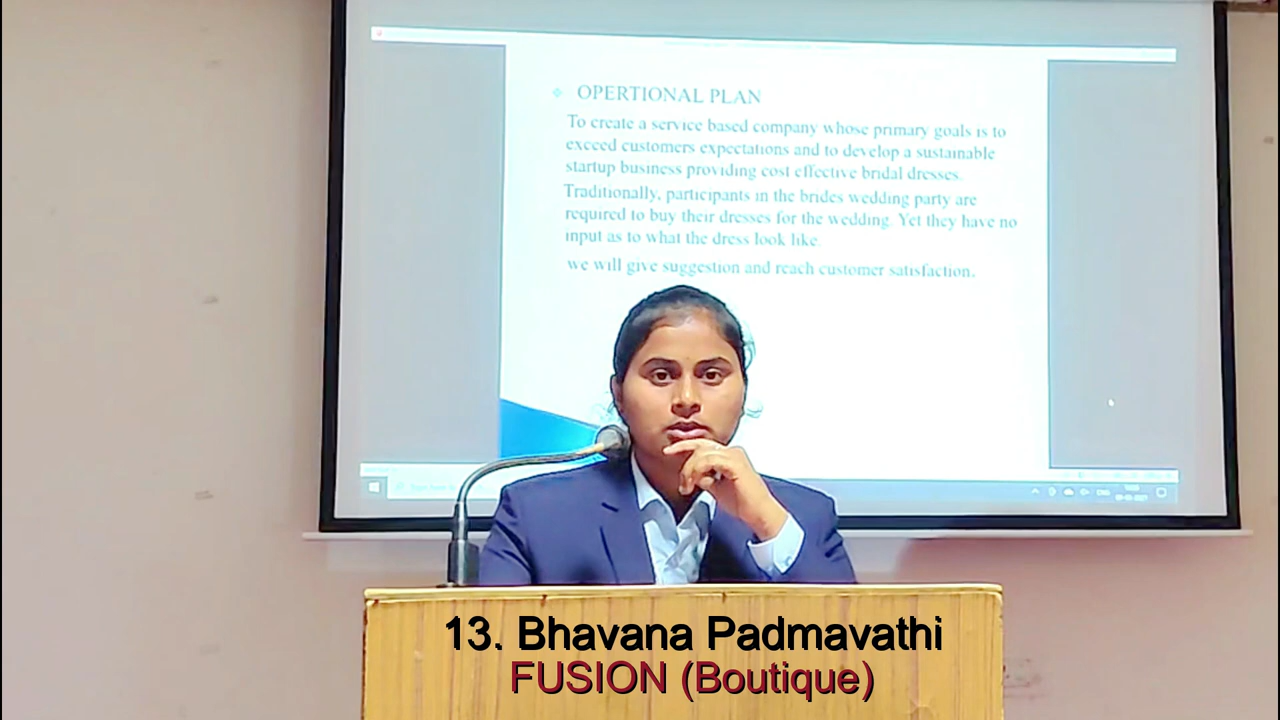 OPERTIONAL PLAN
To create a service based company whose primary goals is to
exceed customers expectations and to develop a sustainable
startup business providing cost effective bridal dresses.
Traditionally, participants in the brides wedding party are
required to buy their dresses for the wedding. Yet they have no
input as to what the dress look like.
we will give suggestion and reach customer satisfaction.
13. Bhavana Padmavathi
FUSION (Boutique)